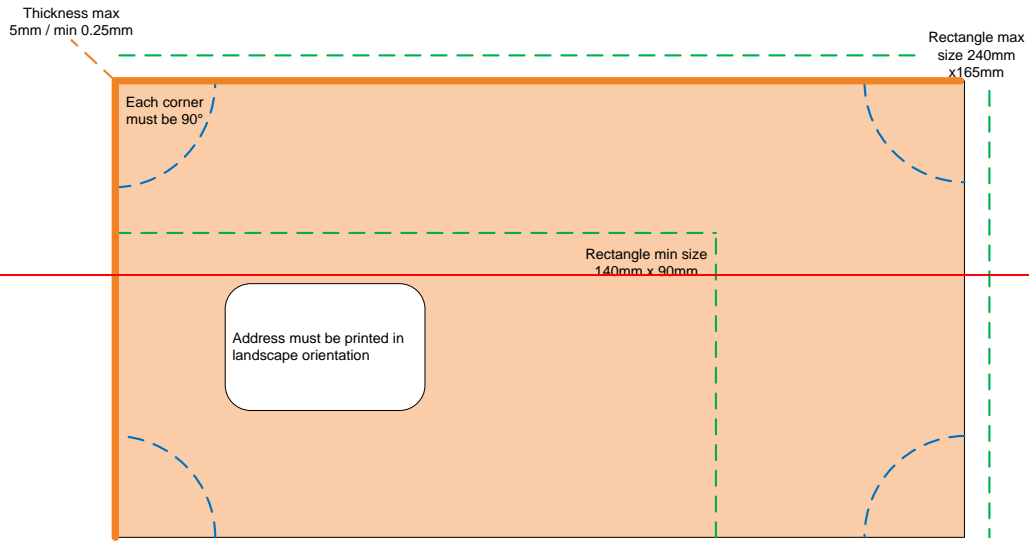 Thickness max
5mm / min 0.25mm
Rectangle max
size 240mm
x165mm
Each corner
must be 90°
Rectangle min size
140mm x 90mm
Address must be printed in
landscape orientation